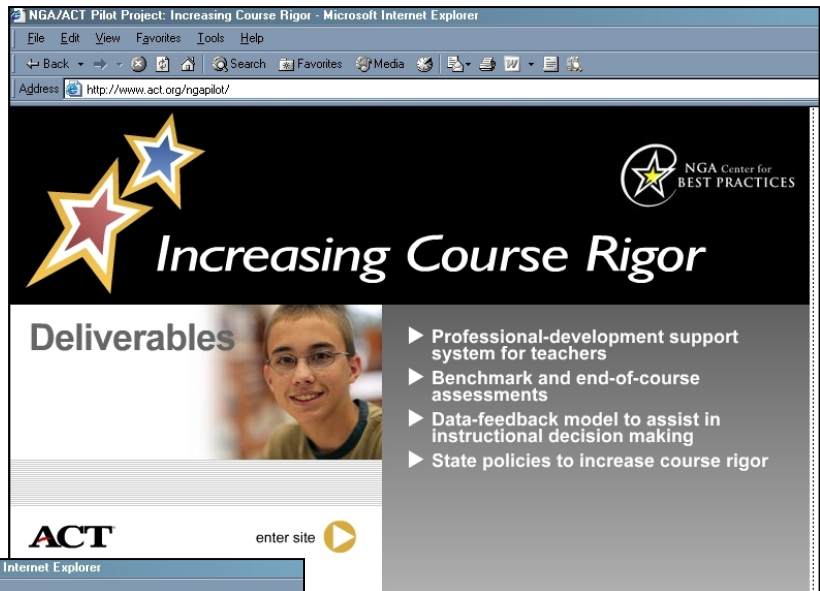 NGA/ACT Pilot Project: Increasing Course Rigor - Microsoft Internet Explorer
File Edit View Favorites Tools Help
Back Search Favorites Media
Address http://www.act.org/ngapilot/
NGA Center for
BEST PRACTICES
Increasing Course Rigor
Deliverables
Professional-development support
system for teachers
Benchmark and end-of-course
assessments
Data-feedback model to assist in
instructional decision making
State policies to increase course rigor
ACT
enter site
Internet Explorer